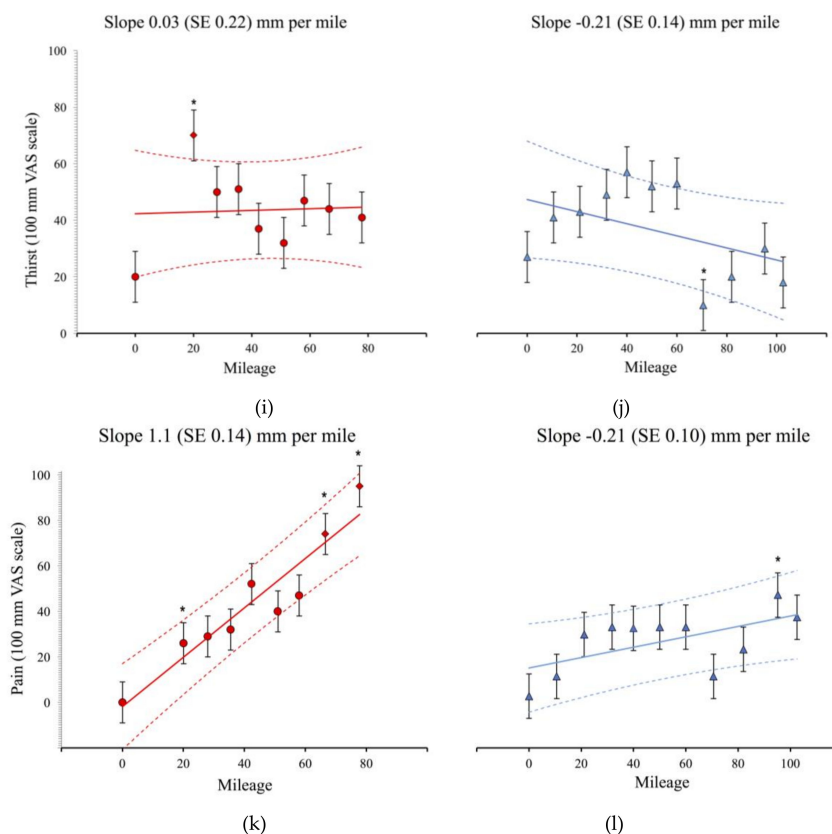 Slope 0.03 (SE 0.22) mm per mile
Slope -0.21 (SE 0.14) mm per mile
Thirst (100 mm VAS scale)
100
80
60
40
20
0
*
*
0 20 40 60 80
0 20 40 60 80 100
Mileage
Mileage
(i)
(j)
Slope 1.1 (SE 0.14) mm per mile
Slope -0.21 (SE 0.10) mm per mile
Pain (100 mm VAS scale)
100
80
60
40
20
0
*
*
*
*
0 20 40 60 80
0 20 40 60 80 100
Mileage
Mileage
(k)
(l)